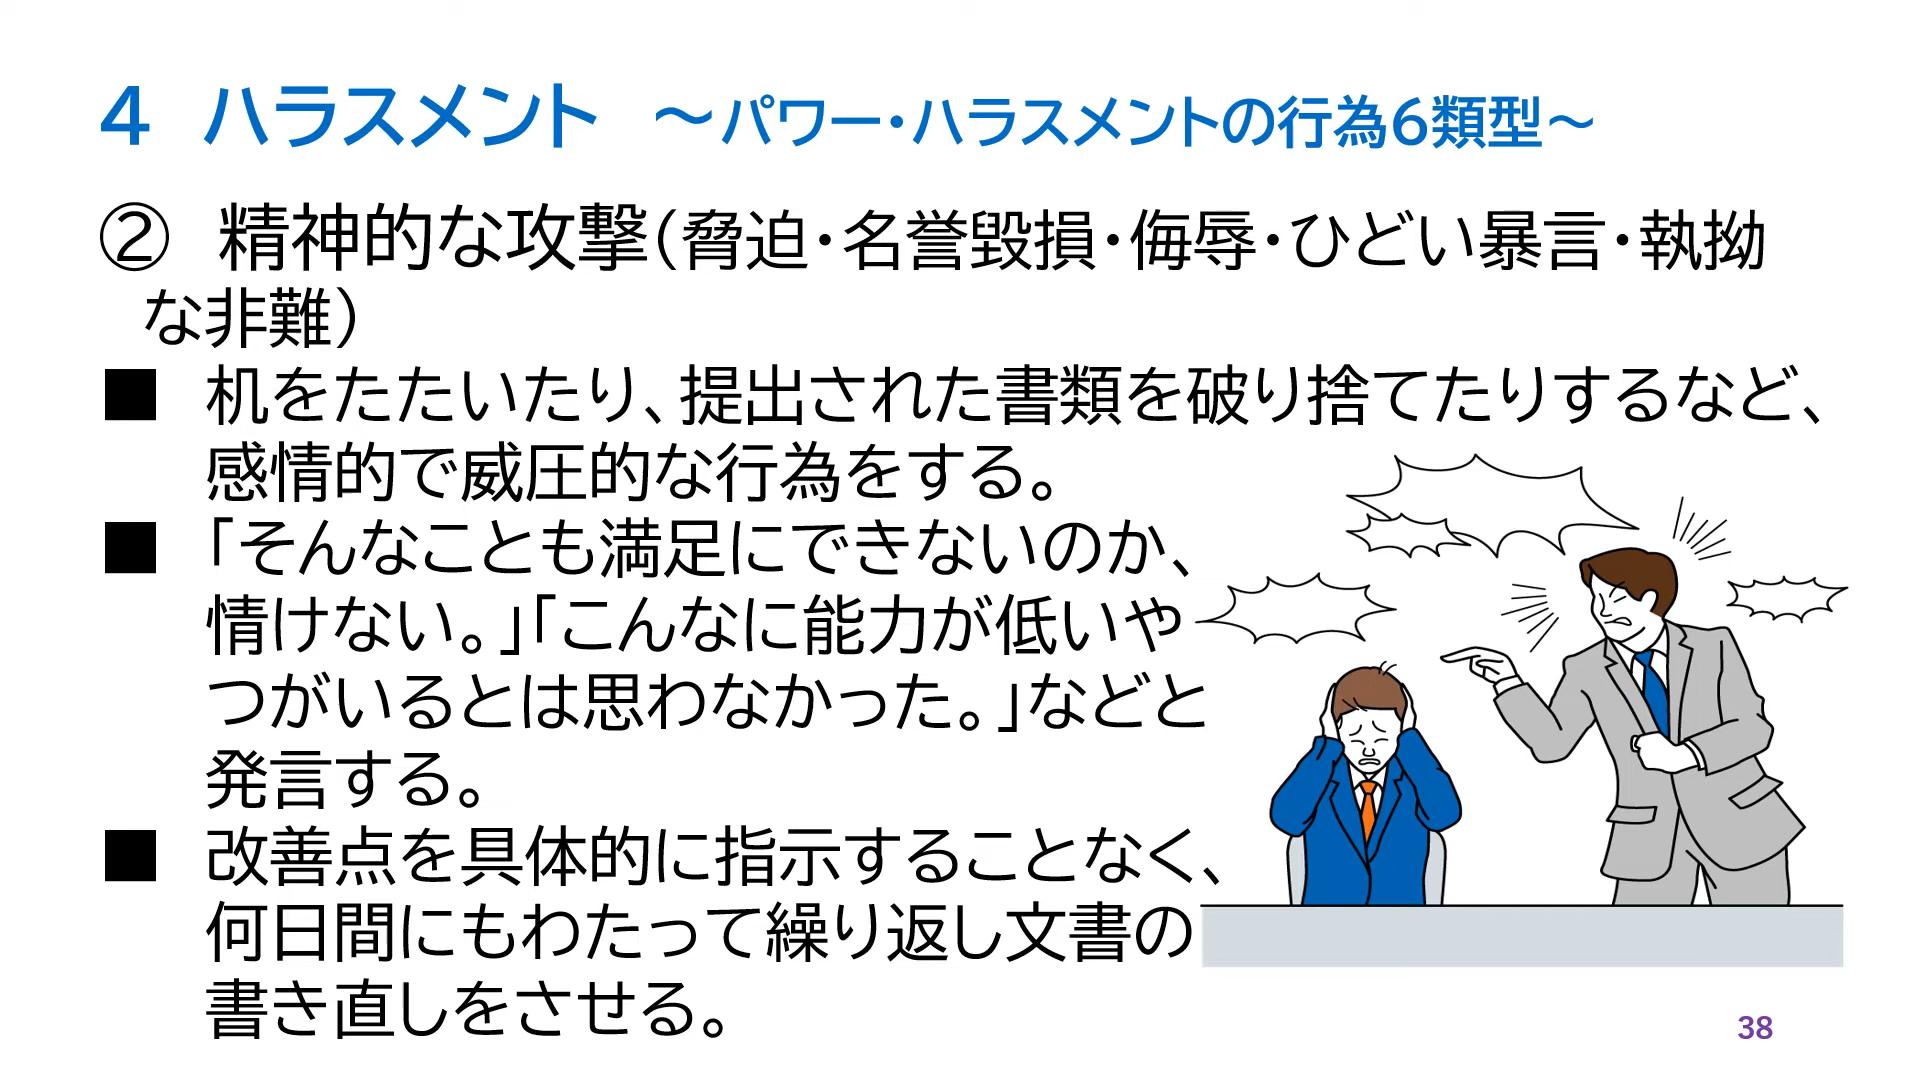 ４　ハラスメント　～パワー・ハラスメントの行為６類型～
②　精神的な攻撃（脅迫・名誉毀損・侮辱・ひどい暴言・執拗
な非難）
■　机をたたいたり、提出された書類を破り捨てたりするなど、
感情的で威圧的な行為をする。
■　「そんなことも満足にできないのか、
情けない。」「こんなに能力が低いや
つがいるとは思わなかった。」などと
発言する。
■　改善点を具体的に指示することなく、
何日間にもわたって繰り返し文書の
書き直しをさせる。
38